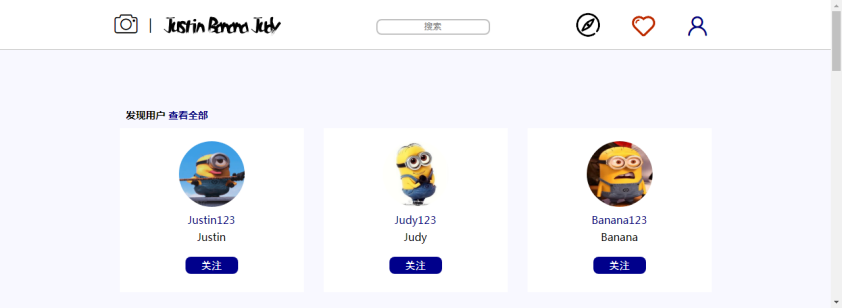 | Justin Banana Judy
搜索
发现用户 查看全部
Justin123
Justin
关注
Judy123
Judy
关注
Banana123
Banana
关注